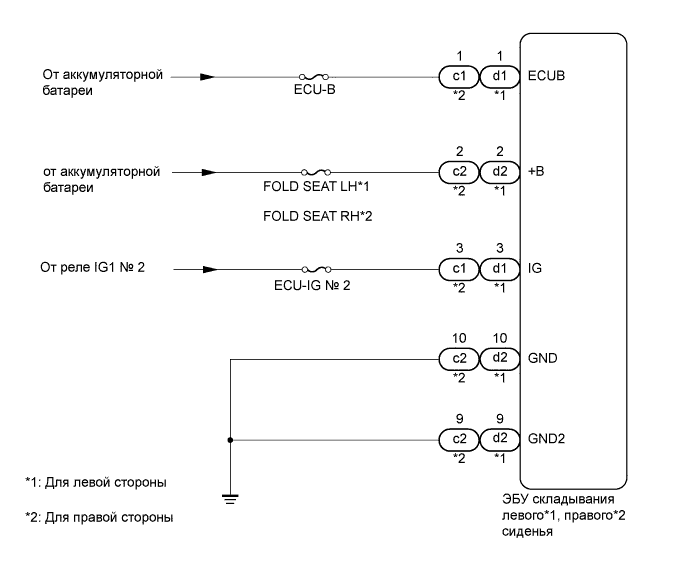 1 1
От аккумуляторной
батареи
c1 d1 ECUB
ECU-B
*2 *1
2 2
от аккумуляторной
батареи
c2 d2 +B
FOLD SEAT LH*1
*2 *1
FOLD SEAT RH*2
3 3
От реле IG1 № 2
c1 d1 IG
ECU-IG № 2
*2 *1
10 10
c2 d2 GND
*2 *1
9 9
c2 d2 GND2
*2 *1
*1: Для левой стороны
*2: Для правой стороны
ЭБУ складывания
левого*1, правого*2
сиденья